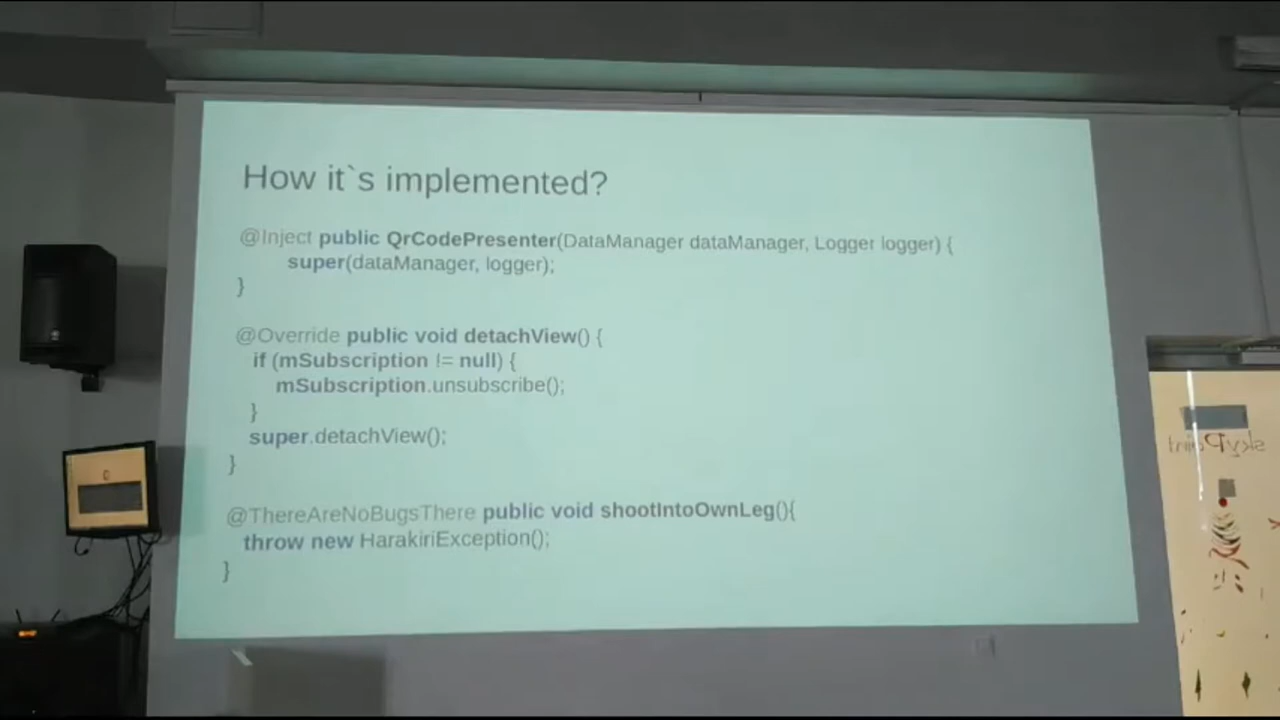 How it`s implemented?
@Inject public QrCodePresenter(DataManager dataManager, Logger logger) {
super(dataManager, logger);
}
@Override public void detachView() {
if (mSubscription != null) {
mSubscription.unsubscribe();
}
super.detachView();
}
@ThereAreNoBugsThere public void shootIntoOwnLeg(){
throw new HarakiriException();
}